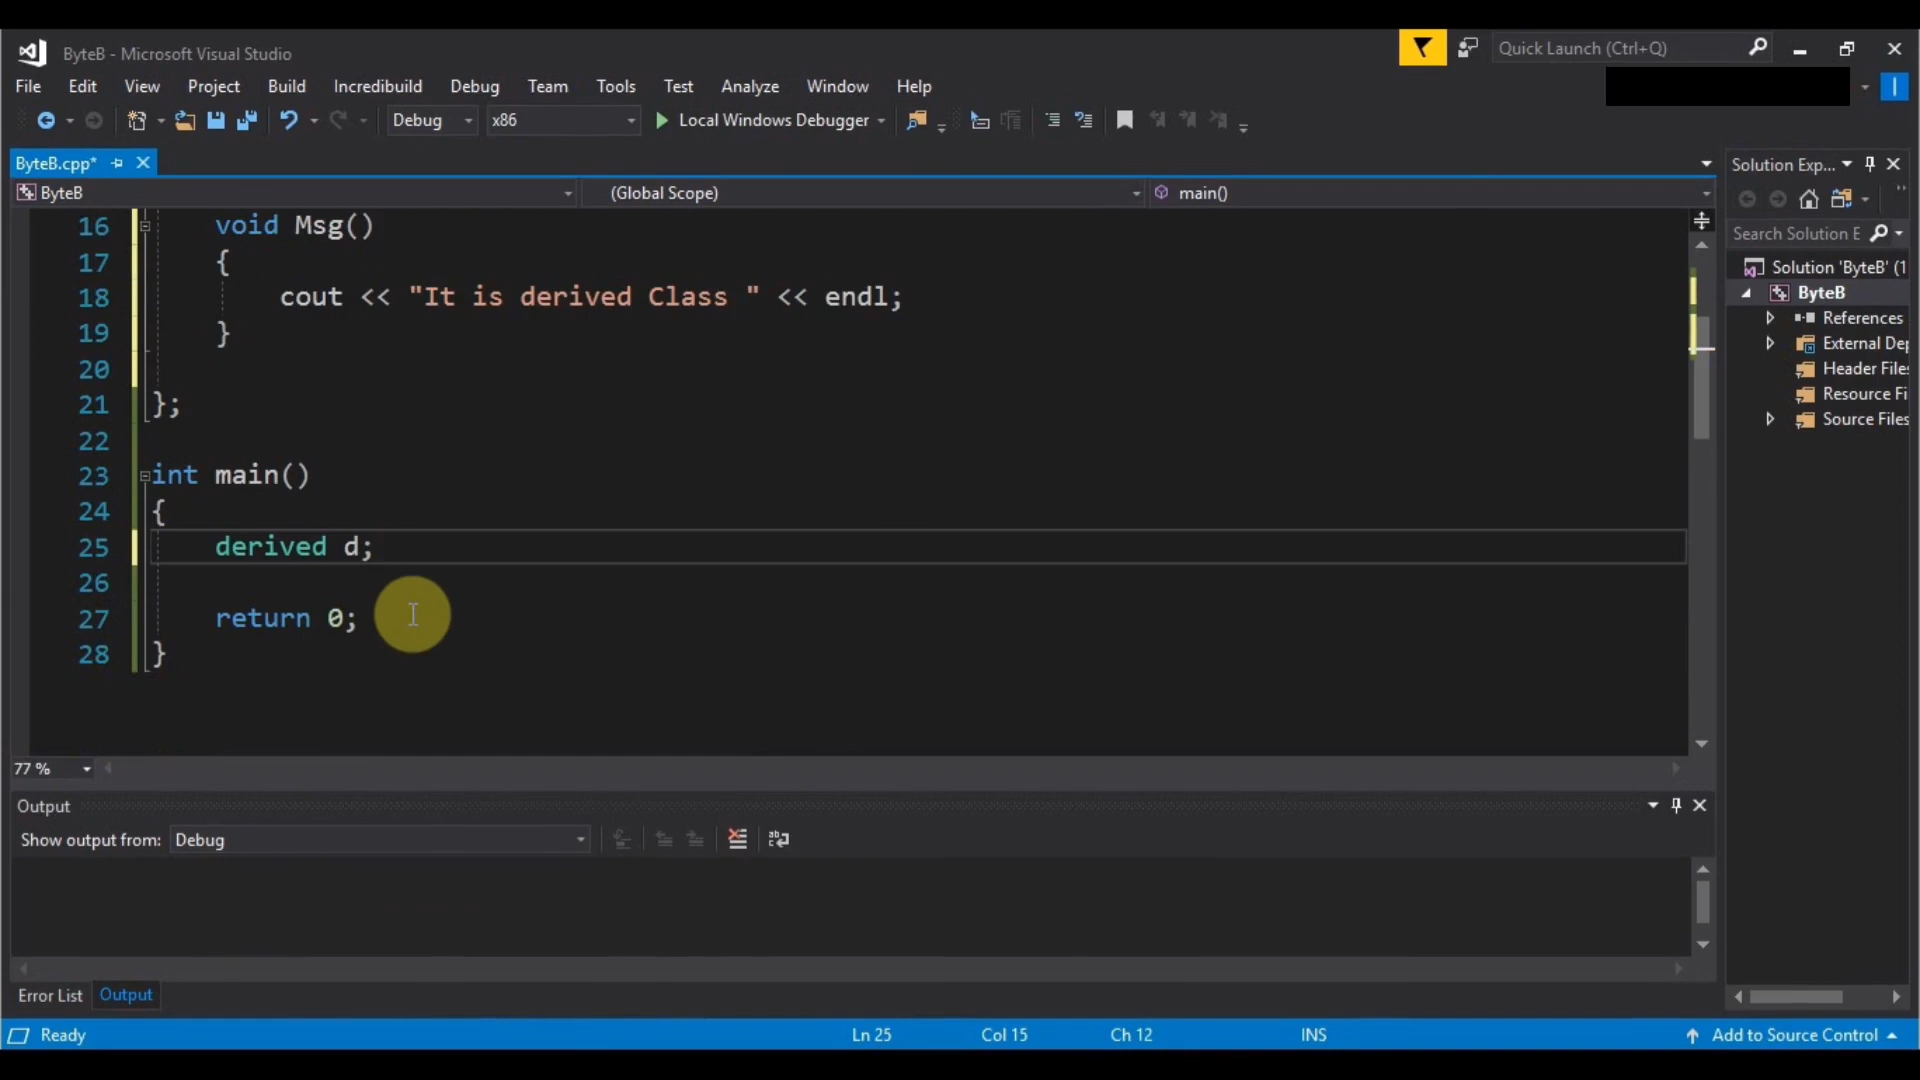 ByteB - Microsoft Visual Studio
Quick Launch (Ctrl+Q)
File Edit View Project Build Incredibuild Debug Team Tools Test Analyze Window Help
Debug x86 Local Windows Debugger
ByteB.cpp*
Solution Exp...
ByteB (Global Scope) main()
Search Solution E
Solution 'ByteB' (1
ByteB
References
External Dep
Header Files
Resource Fi
Source Files
16 void Msg()
17 {
18 cout << "It is derived Class " << endl;
19 }
20
21 };
22
23 int main()
24 {
25 derived d;
26
27 return 0;
28 }
77 %
Output
Show output from: Debug
Error List Output
Ready Ln 25 Col 15 Ch 12 INS Add to Source Control